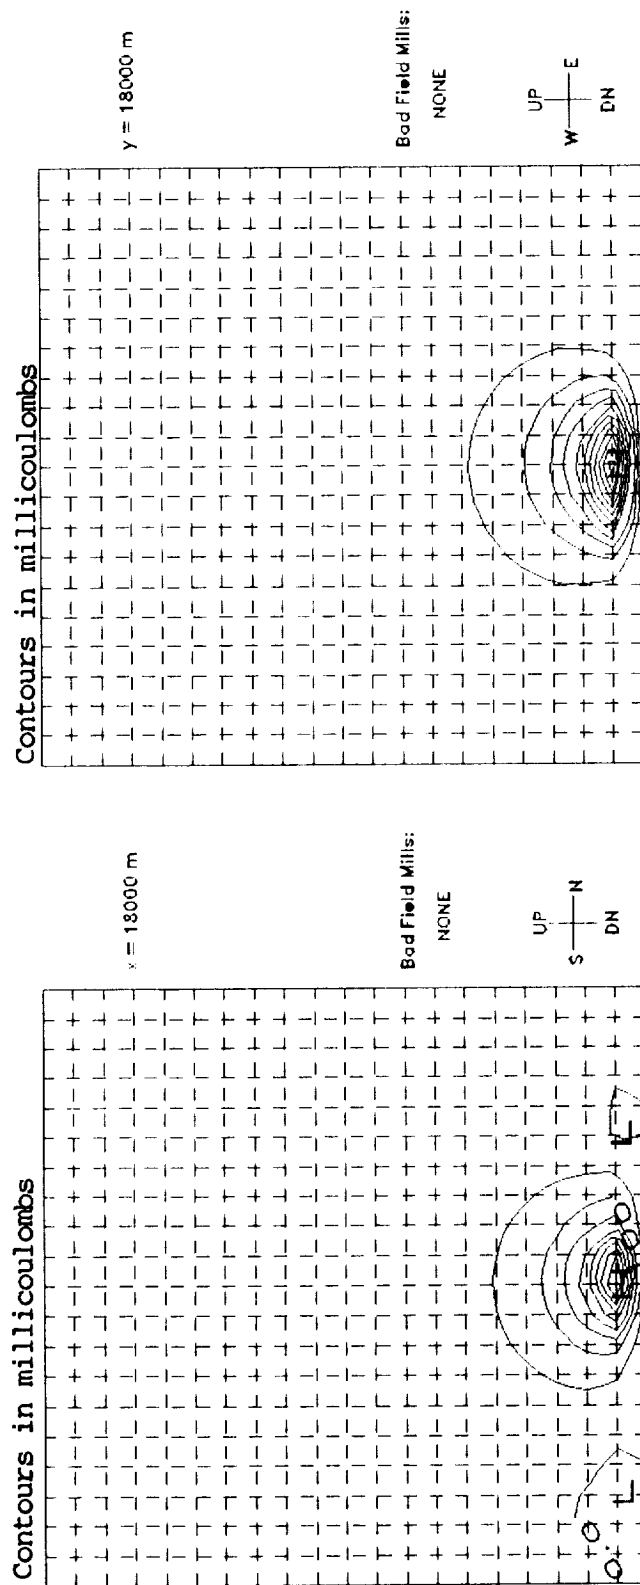 Contours in millicoulombs
y = 18000 m
Bad Field Mills:
NONE
UP
W E
DN
Contours in millicoulombs
x = 18000 m
Bad Field Mills:
NONE
UP
S N
DN
L
L